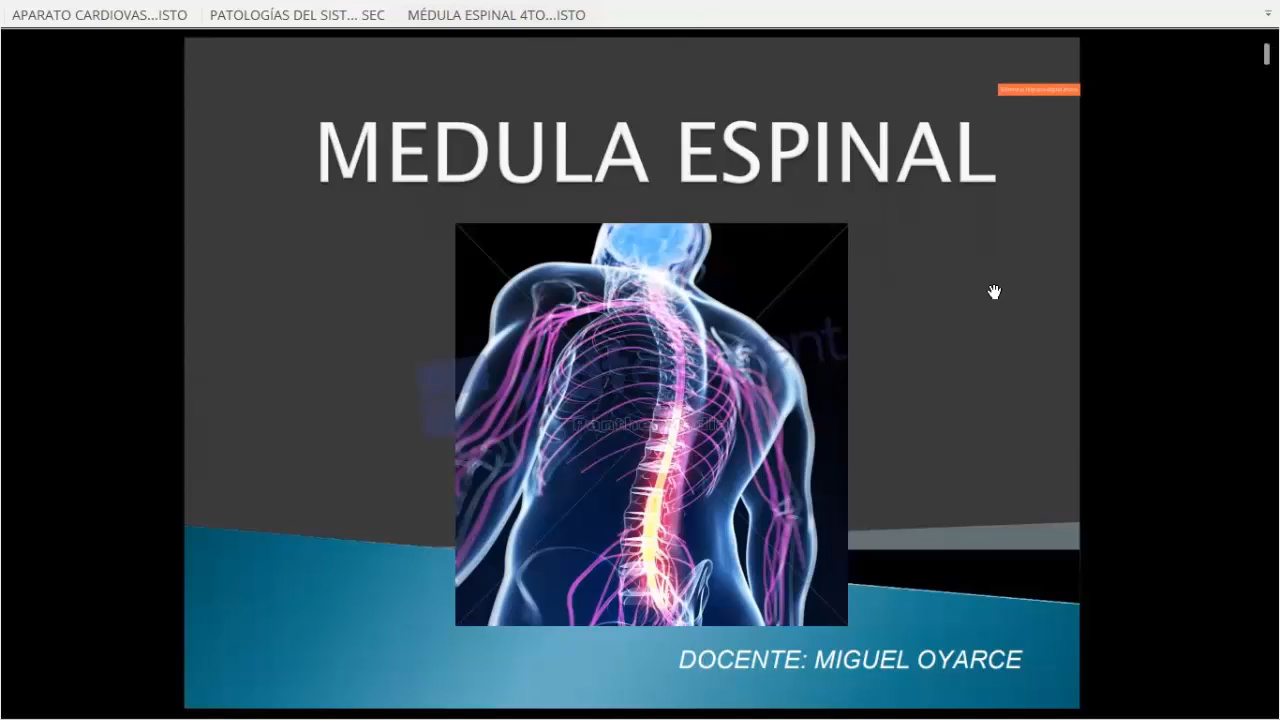 APARATO CARDIOVAS...ISTO
PATOLOGÍAS DEL SIST... SEC
MÉDULA ESPINAL 4TO...ISTO
MEDULA ESPINAL
DOCENTE: MIGUEL OYARCE